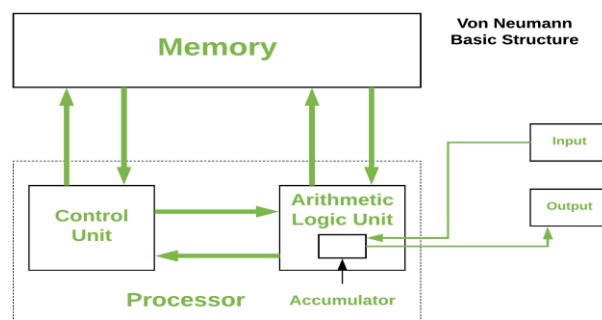 Von Neumann
Basic Structure
Memory
Input
Output
Control
Unit
Arithmetic
Logic Unit
Processor
Accumulator